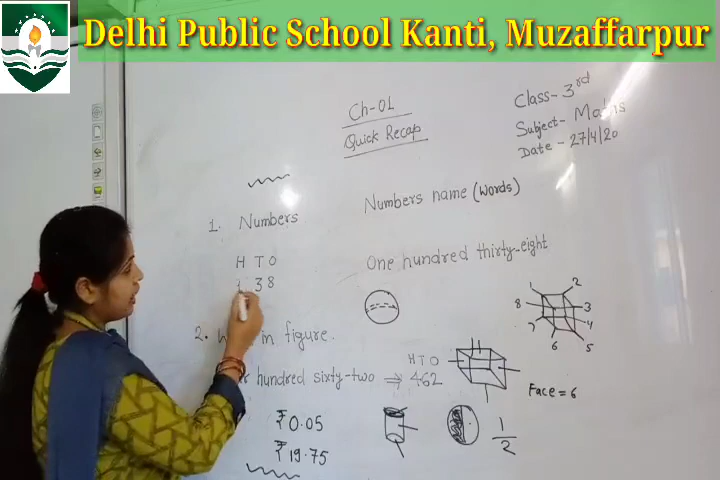 Delhi Public School Kanti, Muzaffarpur
Ch-01
Quick Recap
Class- 3rd
Subject- Maths
Date - 27/4/20
1. Numbers
Numbers name (words)
H T O
1 3 8
One hundred thirty-eight
1 2
8 3
7 4
6 5
2. in figure.
hundred sixty-two ⇒ 462
H T O
Face = 6
₹0.05
₹19.75
1/2